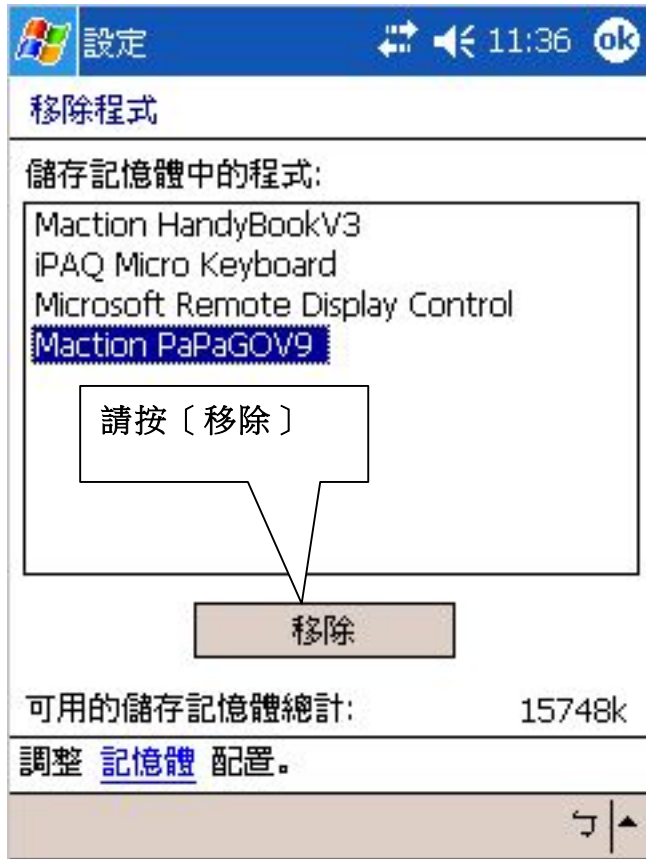 設定 11:36 ok
移除程式
儲存記憶體中的程式:
Maction HandyBookV3
iPAQ Micro Keyboard
Microsoft Remote Display Control
Maction PaPaGOV9
請按〔移除〕
移除
可用的儲存記憶體總計: 15748k
調整 記憶體 配置。
ㄅ